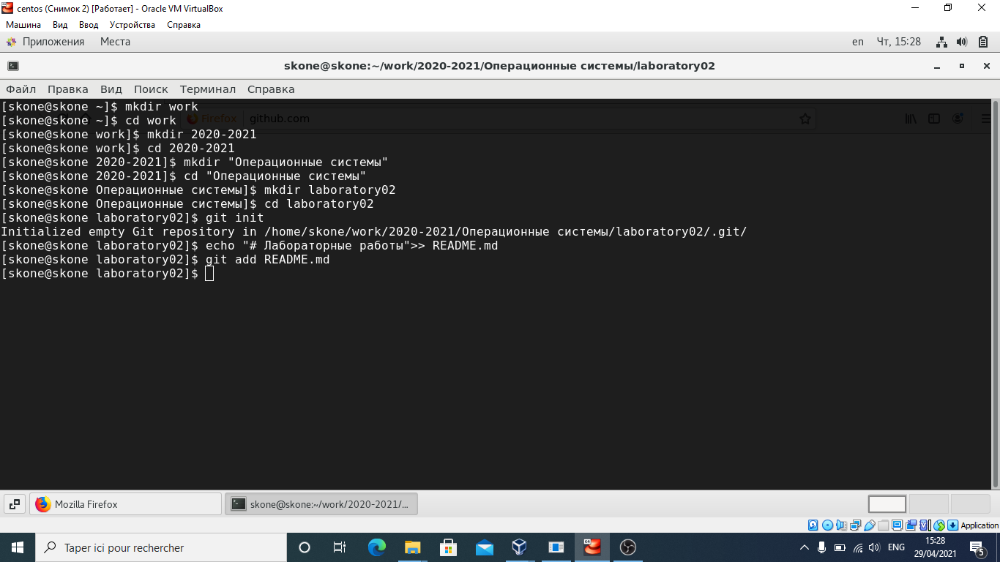 centos (Снимок 2) [Работает] - Oracle VM VirtualBox
Машина Вид Ввод Устройства Справка
Приложения Места en Чт, 15:28
skone@skone:~/work/2020-2021/Операционные системы/laboratory02
Файл Правка Вид Поиск Терминал Справка
[skone@skone ~]$ mkdir work
[skone@skone ~]$ cd work
Firefox github.com
[skone@skone work]$ mkdir 2020-2021
[skone@skone work]$ cd 2020-2021
[skone@skone 2020-2021]$ mkdir "Операционные системы"
[skone@skone 2020-2021]$ cd "Операционные системы"
[skone@skone Операционные системы]$ mkdir laboratory02
[skone@skone Операционные системы]$ cd laboratory02
[skone@skone laboratory02]$ git init
Initialized empty Git repository in /home/skone/work/2020-2021/Операционные системы/laboratory02/.git/
[skone@skone laboratory02]$ echo "# Лабораторные работы">> README.md
[skone@skone laboratory02]$ git add README.md
[skone@skone laboratory02]$
Mozilla Firefox skone@skone:~/work/2020-2021/...
Application
Taper ici pour rechercher ENG 15:28
29/04/2021 5